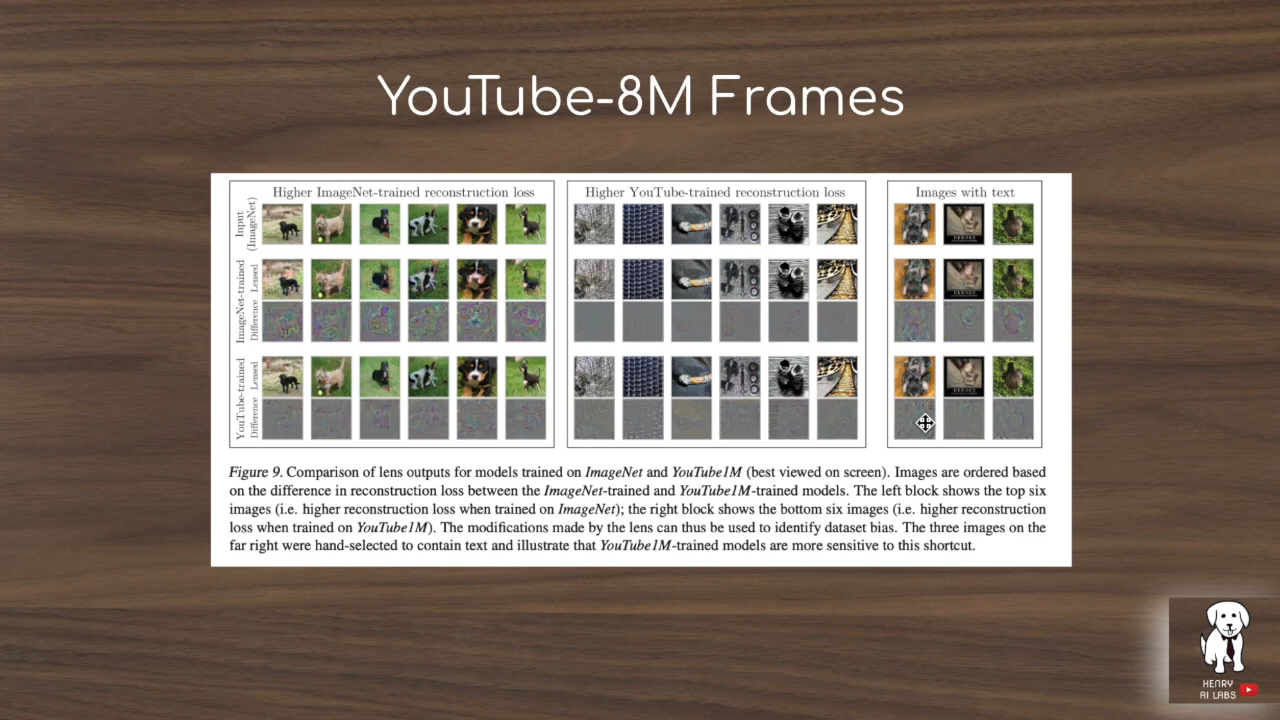 YouTube-8M Frames
Higher ImageNet-trained reconstruction loss
Higher YouTube-trained reconstruction loss
Images with text
Input
(ImageNet)
ImageNet-trained
Lensed
Difference
YouTube-trained
Lensed
Difference
Figure 9. Comparison of lens outputs for models trained on ImageNet and YouTube1M (best viewed on screen). Images are ordered based
on the difference in reconstruction loss between the ImageNet-trained and YouTube1M-trained models. The left block shows the top six
images (i.e. higher reconstruction loss when trained on ImageNet); the right block shows the bottom six images (i.e. higher reconstruction
loss when trained on YouTube1M). The modifications made by the lens can thus be used to identify dataset bias. The three images on the
far right were hand-selected to contain text and illustrate that YouTube1M-trained models are more sensitive to this shortcut.
HENRY
AI LABS